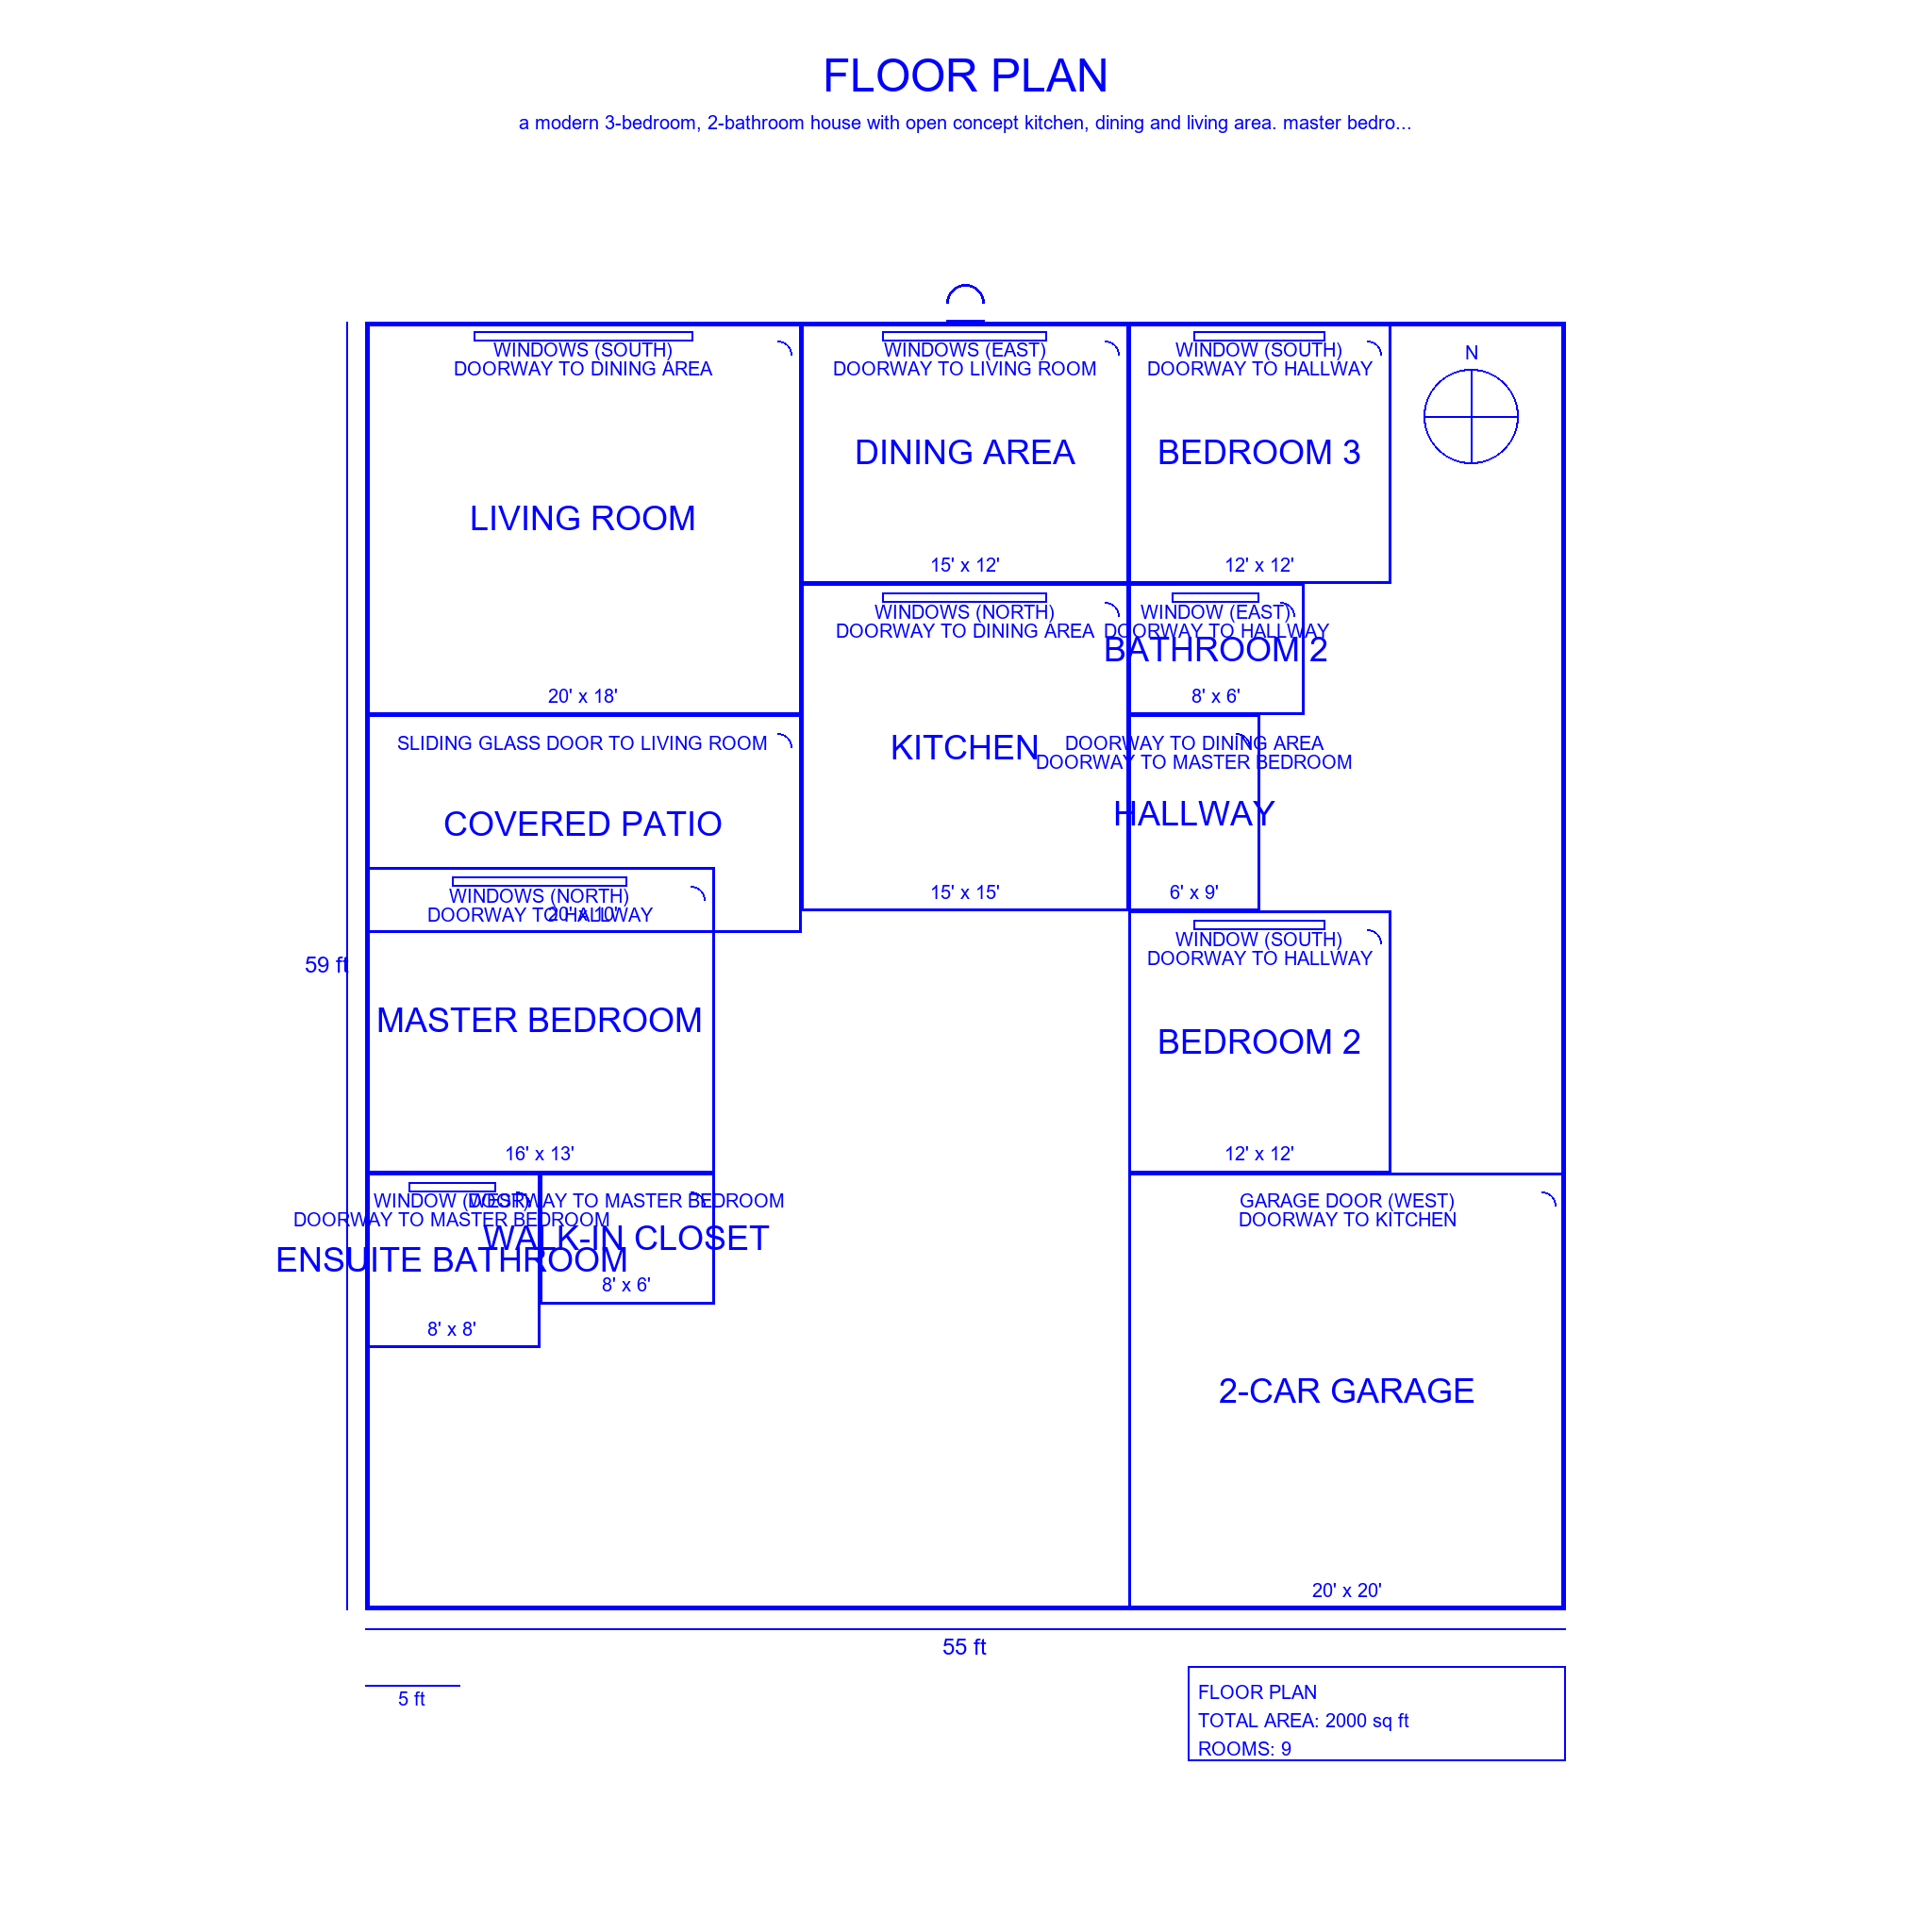 FLOOR PLAN
a modern 3-bedroom, 2-bathroom house with open concept kitchen, dining and living area. master bedro...
WINDOWS (SOUTH)
DOORWAY TO DINING AREA
LIVING ROOM
20' x 18'
WINDOWS (EAST)
DOORWAY TO LIVING ROOM
DINING AREA
15' x 12'
WINDOW (SOUTH)
DOORWAY TO HALLWAY
BEDROOM 3
12' x 12'
N
WINDOWS (NORTH)
DOORWAY TO DINING AREA
KITCHEN
15' x 15'
WINDOW (EAST)
DOORWAY TO HALLWAY
BATHROOM 2
8' x 6'
SLIDING GLASS DOOR TO LIVING ROOM
COVERED PATIO
20' x 10'
DOORWAY TO DINING AREA
DOORWAY TO MASTER BEDROOM
HALLWAY
6' x 9'
WINDOWS (NORTH)
DOORWAY TO HALLWAY
MASTER BEDROOM
16' x 13'
59 ft
WINDOW (SOUTH)
DOORWAY TO HALLWAY
BEDROOM 2
12' x 12'
WINDOW (WEST)
DOORWAY TO MASTER BEDROOM
ENSUITE BATHROOM
8' x 8'
DOORWAY TO MASTER BEDROOM
WALK-IN CLOSET
8' x 6'
GARAGE DOOR (WEST)
DOORWAY TO KITCHEN
2-CAR GARAGE
20' x 20'
55 ft
5 ft
FLOOR PLAN
TOTAL AREA: 2000 sq ft
ROOMS: 9